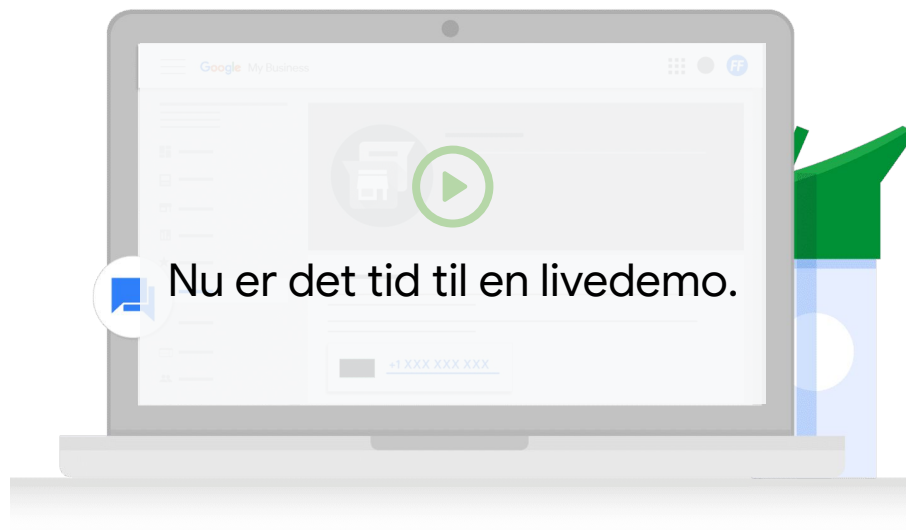 Google My Business
FF
Nu er det tid til en livedemo.
+1 XXX XXX XXX